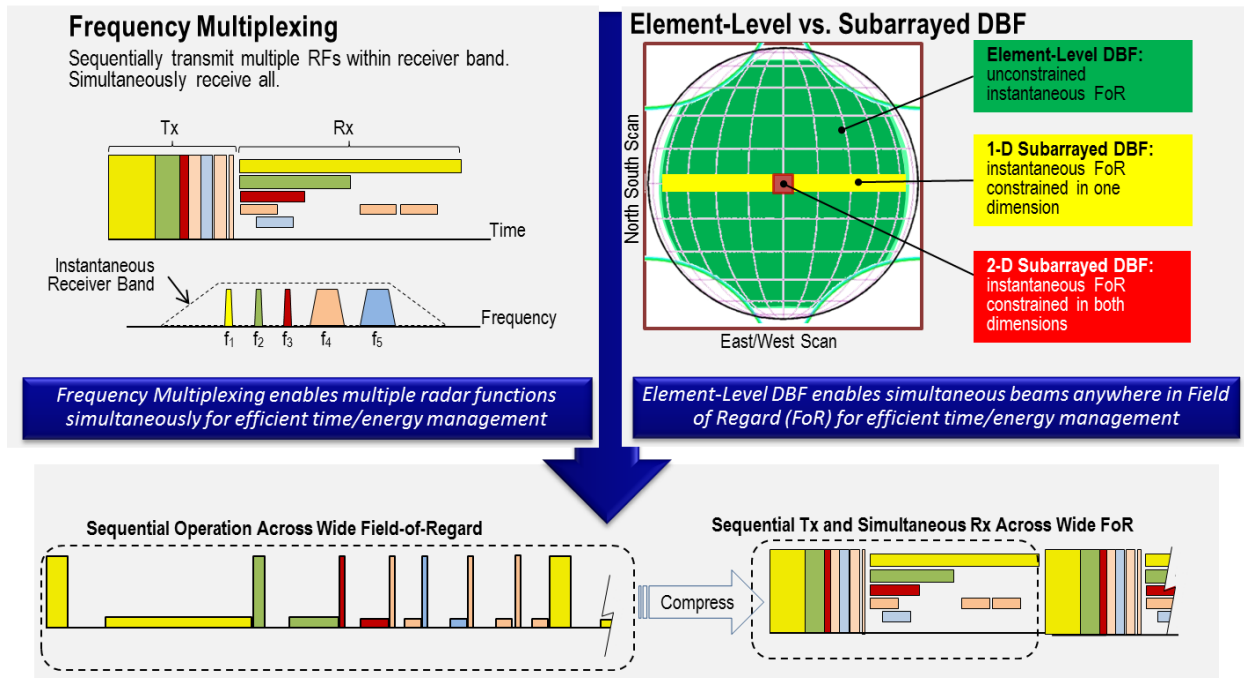 Frequency Multiplexing
Sequentially transmit multiple RFs within receiver band.
Simultaneously receive all.
Tx
Rx
Time
Instantaneous
Receiver Band
Frequency
f1
f2
f3
f4
f5
Frequency Multiplexing enables multiple radar functions
simultaneously for efficient time/energy management
Element-Level vs. Subarrayed DBF
North South Scan
East/West Scan
Element-Level DBF:
unconstrained
instantaneous FoR
1-D Subarrayed DBF:
instantaneous FoR
constrained in one
dimension
2-D Subarrayed DBF:
instantaneous FoR
constrained in both
dimensions
Element-Level DBF enables simultaneous beams anywhere in Field
of Regard (FoR) for efficient time/energy management
Sequential Operation Across Wide Field-of-Regard
Compress
Sequential Tx and Simultaneous Rx Across Wide FoR